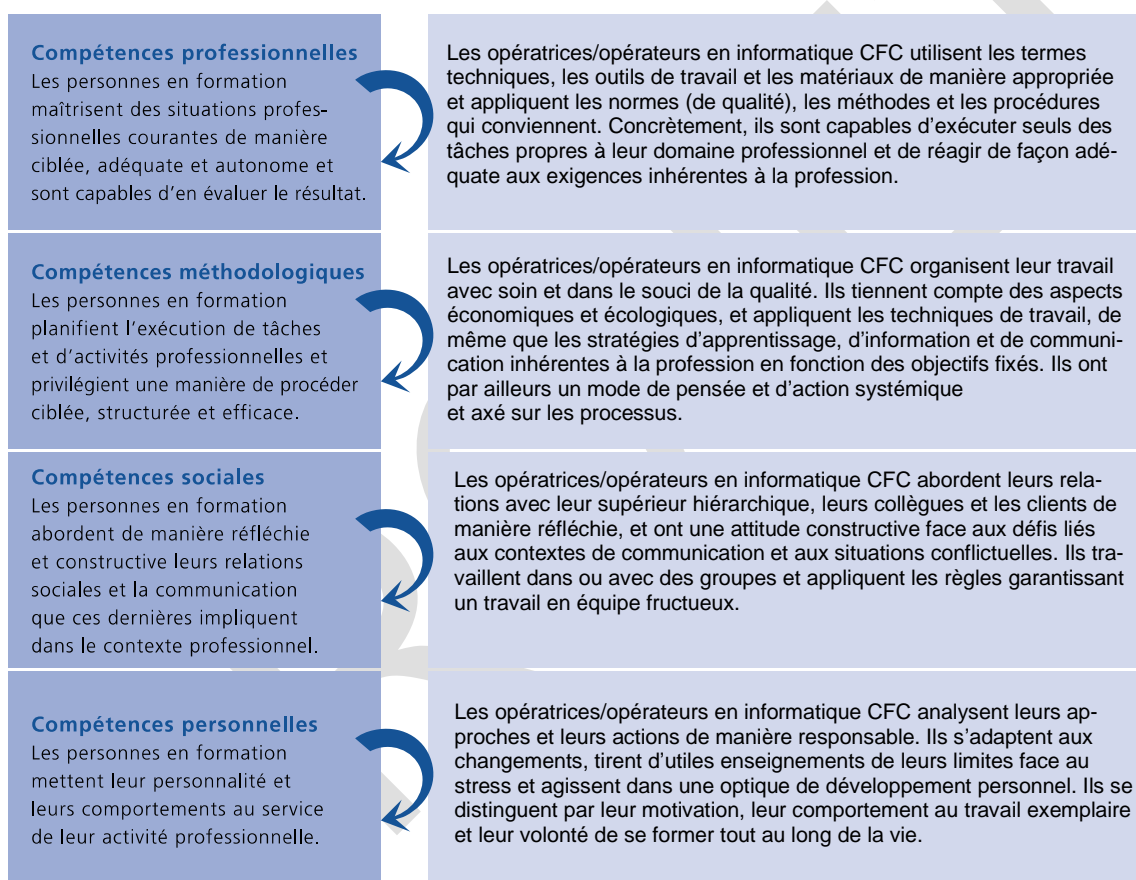 Compétences professionnelles
Les personnes en formation
maîtrisent des situations profes-
sionnelles courantes de manière
ciblée, adéquate et autonome et
sont capables d'en évaluer le résultat.
Les opératrices/opérateurs en informatique CFC utilisent les termes
techniques, les outils de travail et les matériaux de manière appropriée
et appliquent les normes (de qualité), les méthodes et les procédures
qui conviennent. Concrètement, ils sont capables d'exécuter seuls des
tâches propres à leur domaine professionnel et de réagir de façon adé-
quate aux exigences inhérentes à la profession.
Compétences méthodologiques
Les personnes en formation
planifient l'exécution de tâches
et d'activités professionnelles et
privilégient une manière de procéder
ciblée, structurée et efficace.
Les opératrices/opérateurs en informatique CFC organisent leur travail
avec soin et dans le souci de la qualité. Ils tiennent compte des aspects
économiques et écologiques, et appliquent les techniques de travail, de
même que les stratégies d'apprentissage, d'information et de communi-
cation inhérentes à la profession en fonction des objectifs fixés. Ils ont
par ailleurs un mode de pensée et d'action systémique
et axé sur les processus.
Compétences sociales
Les personnes en formation
abordent de manière réfléchie
et constructive leurs relations
sociales et la communication
que ces dernières impliquent
dans le contexte professionnel.
Les opératrices/opérateurs en informatique CFC abordent leurs rela-
tions avec leur supérieur hiérarchique, leurs collègues et les clients de
manière réfléchie, et ont une attitude constructive face aux défis liés
aux contextes de communication et aux situations conflictuelles. Ils tra-
vaillent dans ou avec des groupes et appliquent les règles garantissant
un travail en équipe fructueux.
Compétences personnelles
Les personnes en formation
mettent leur personnalité et
leurs comportements au service
de leur activité professionnelle.
Les opératrices/opérateurs en informatique CFC analysent leurs ap-
proches et leurs actions de manière responsable. Ils s'adaptent aux
changements, tirent d'utiles enseignements de leurs limites face au
stress et agissent dans une optique de développement personnel. Ils se
distinguent par leur motivation, leur comportement au travail exemplaire
et leur volonté de se former tout au long de la vie.